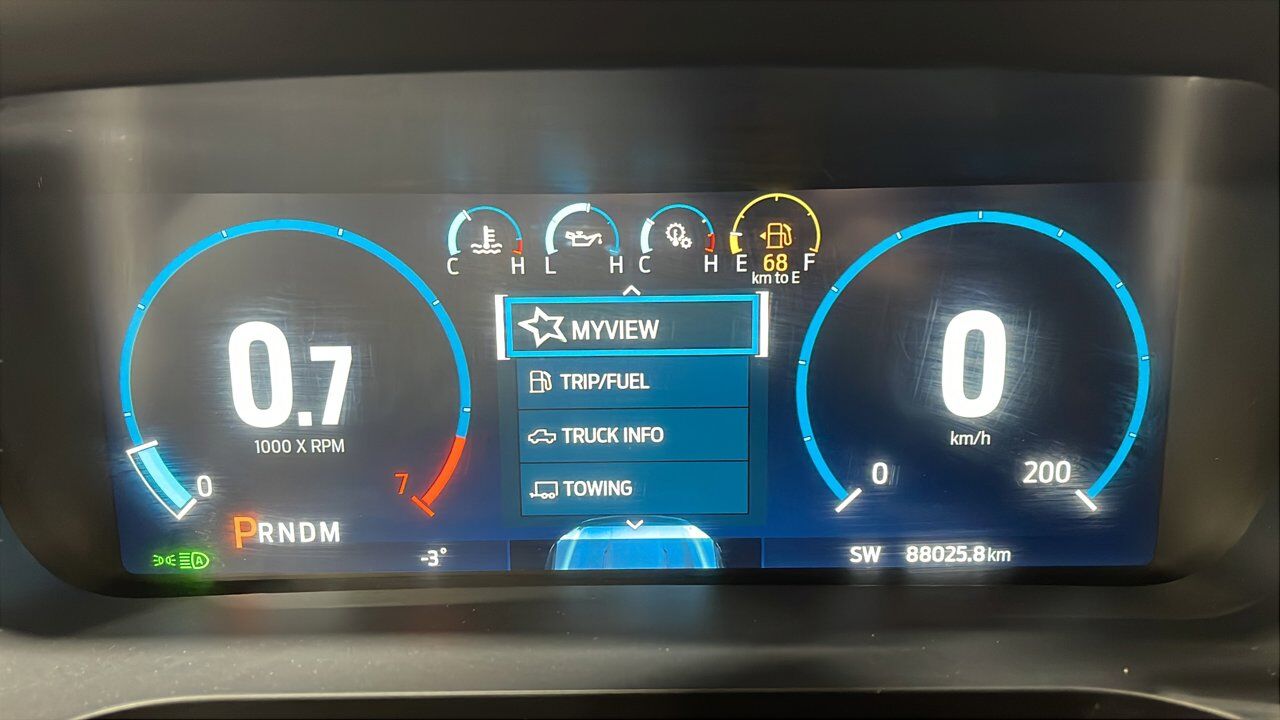 C H
L H
C H
E 68 F
km to E
0.7
1000 X RPM
0
7
PRNDM
-3°
MYVIEW
TRIP/FUEL
TRUCK INFO
TOWING
0
km/h
0
200
A
SW 88025.8 km